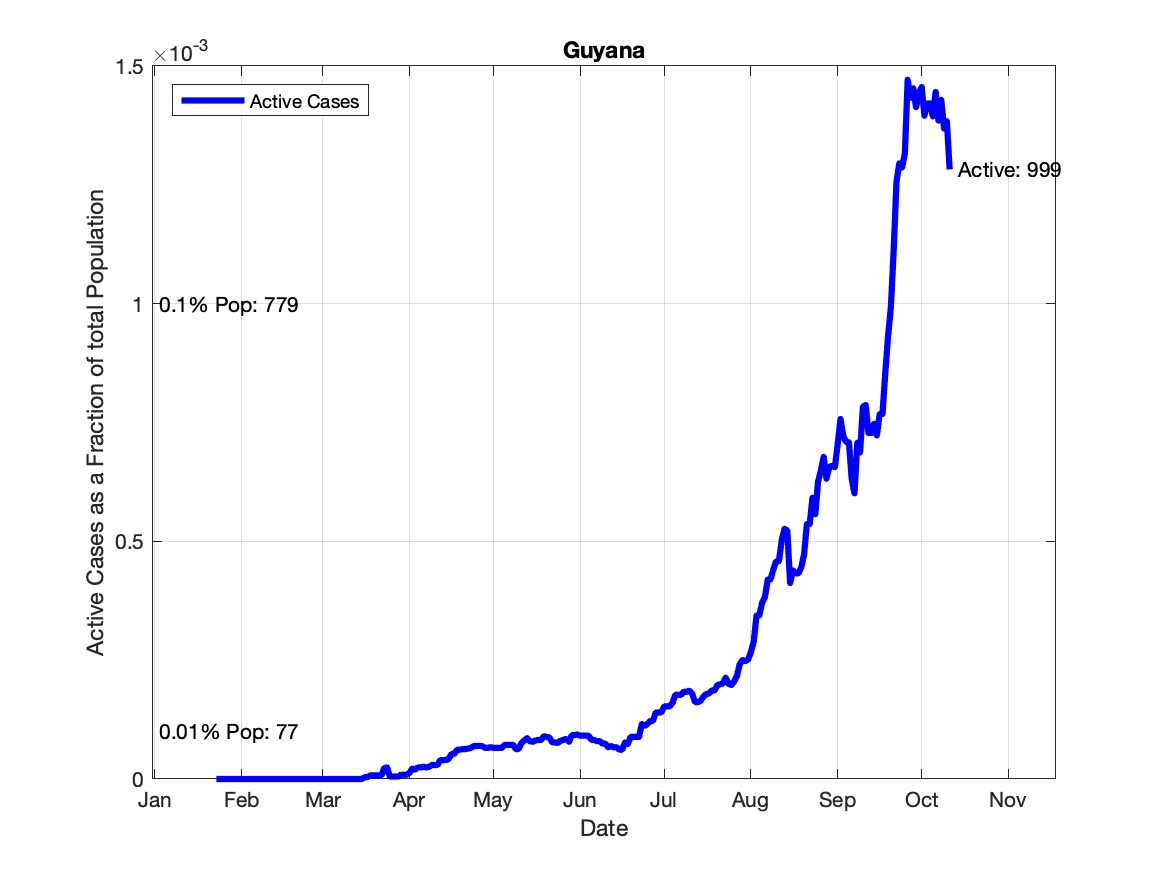 Guyana
×10-3
1.5
Active Cases
Active: 999
1
0.1% Pop: 779
0.5
0.01% Pop: 77
0
Active Cases as a Fraction of total Population
Jan Feb Mar Apr May Jun Jul Aug Sep Oct Nov
Date